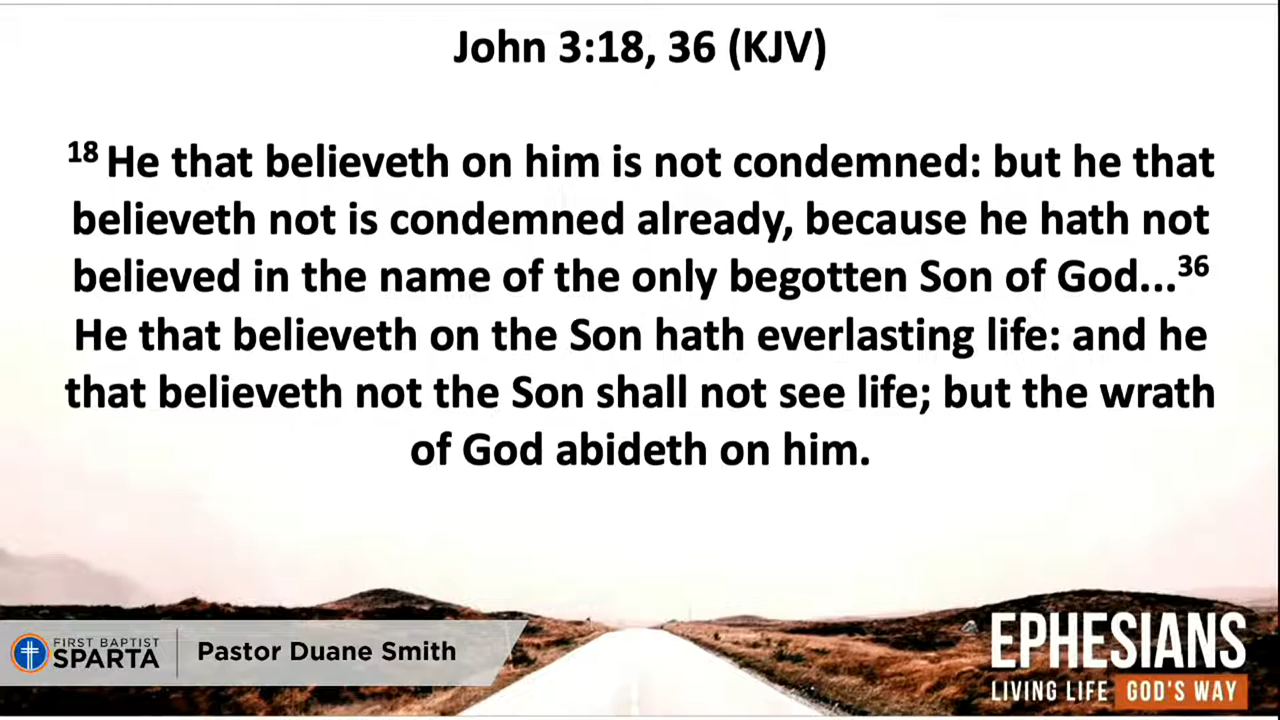 John 3:18, 36 (KJV)
18 He that believeth on him is not condemned: but he that
believeth not is condemned already, because he hath not
believed in the name of the only begotten Son of God...36
He that believeth on the Son hath everlasting life: and he
that believeth not the Son shall not see life; but the wrath
of God abideth on him.
FIRST BAPTIST
SPARTA
Pastor Duane Smith
EPHESIANS
LIVING LIFE GOD'S WAY